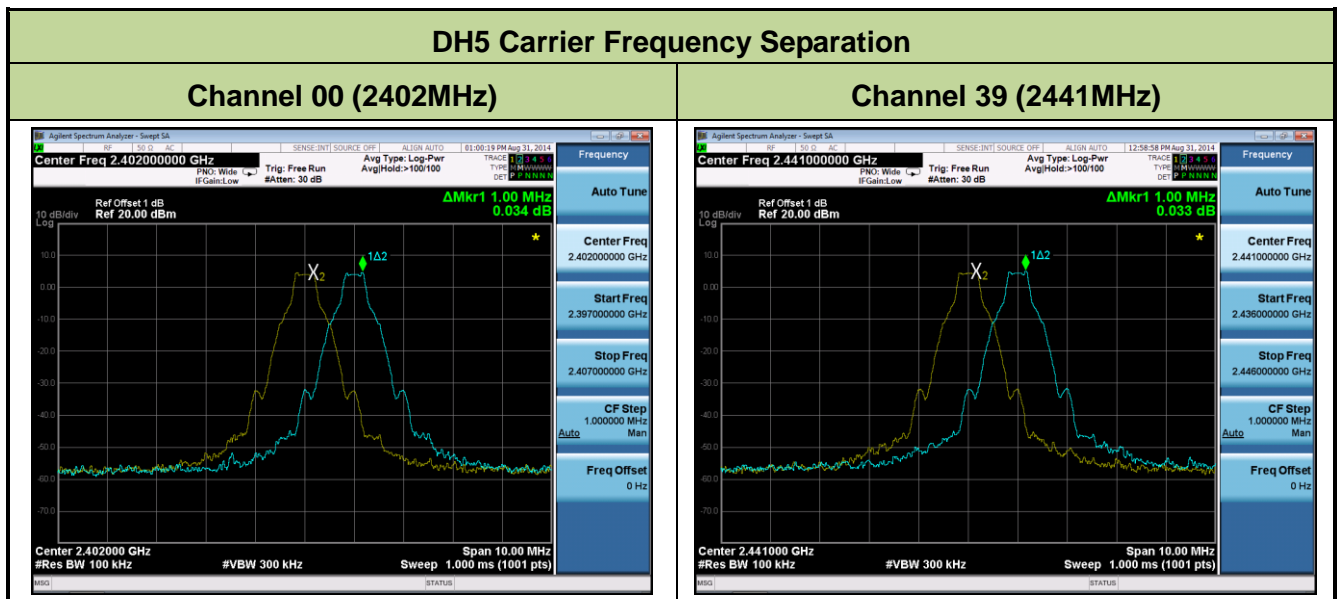 DH5 Carrier Frequency Separation
Channel 00 (2402MHz)
Channel 39 (2441MHz)
Agilent Spectrum Analyzer - Swept SA
RF 50 Ω AC SENSE:INT SOURCE OFF ALIGN AUTO 01:00:19 PM Aug 31, 2014
Center Freq 2.402000000 GHz
PNO: Wide
IFGain:Low
Trig: Free Run
#Atten: 30 dB
Avg Type: Log-Pwr
Avg|Hold:>100/100
TRACE 1 2 3 4 5 6
TYPE M M W W W W
DET P P N N N N
Ref Offset 1 dB
10 dB/div Ref 20.00 dBm
Log
ΔMkr1 1.00 MHz
0.034 dB
10.0
0.00
-10.0
-20.0
-30.0
-40.0
-50.0
-60.0
-70.0
X2
1Δ2
*
Center 2.402000 GHz
Span 10.00 MHz
#Res BW 100 kHz
#VBW 300 kHz
Sweep 1.000 ms (1001 pts)
MSG
STATUS
Frequency
Auto Tune
Center Freq
2.402000000 GHz
Start Freq
2.397000000 GHz
Stop Freq
2.407000000 GHz
CF Step
1.000000 MHz
Auto Man
Freq Offset
0 Hz
Agilent Spectrum Analyzer - Swept SA
RF 50 Ω AC SENSE:INT SOURCE OFF ALIGN AUTO 12:58:58 PM Aug 31, 2014
Center Freq 2.441000000 GHz
PNO: Wide
IFGain:Low
Trig: Free Run
#Atten: 30 dB
Avg Type: Log-Pwr
Avg|Hold:>100/100
TRACE 1 2 3 4 5 6
TYPE M M W W W W
DET P P N N N N
Ref Offset 1 dB
10 dB/div Ref 20.00 dBm
Log
ΔMkr1 1.00 MHz
0.033 dB
10.0
0.00
-10.0
-20.0
-30.0
-40.0
-50.0
-60.0
-70.0
X2
1Δ2
*
Center 2.441000 GHz
Span 10.00 MHz
#Res BW 100 kHz
#VBW 300 kHz
Sweep 1.000 ms (1001 pts)
MSG
STATUS
Frequency
Auto Tune
Center Freq
2.441000000 GHz
Start Freq
2.436000000 GHz
Stop Freq
2.446000000 GHz
CF Step
1.000000 MHz
Auto Man
Freq Offset
0 Hz